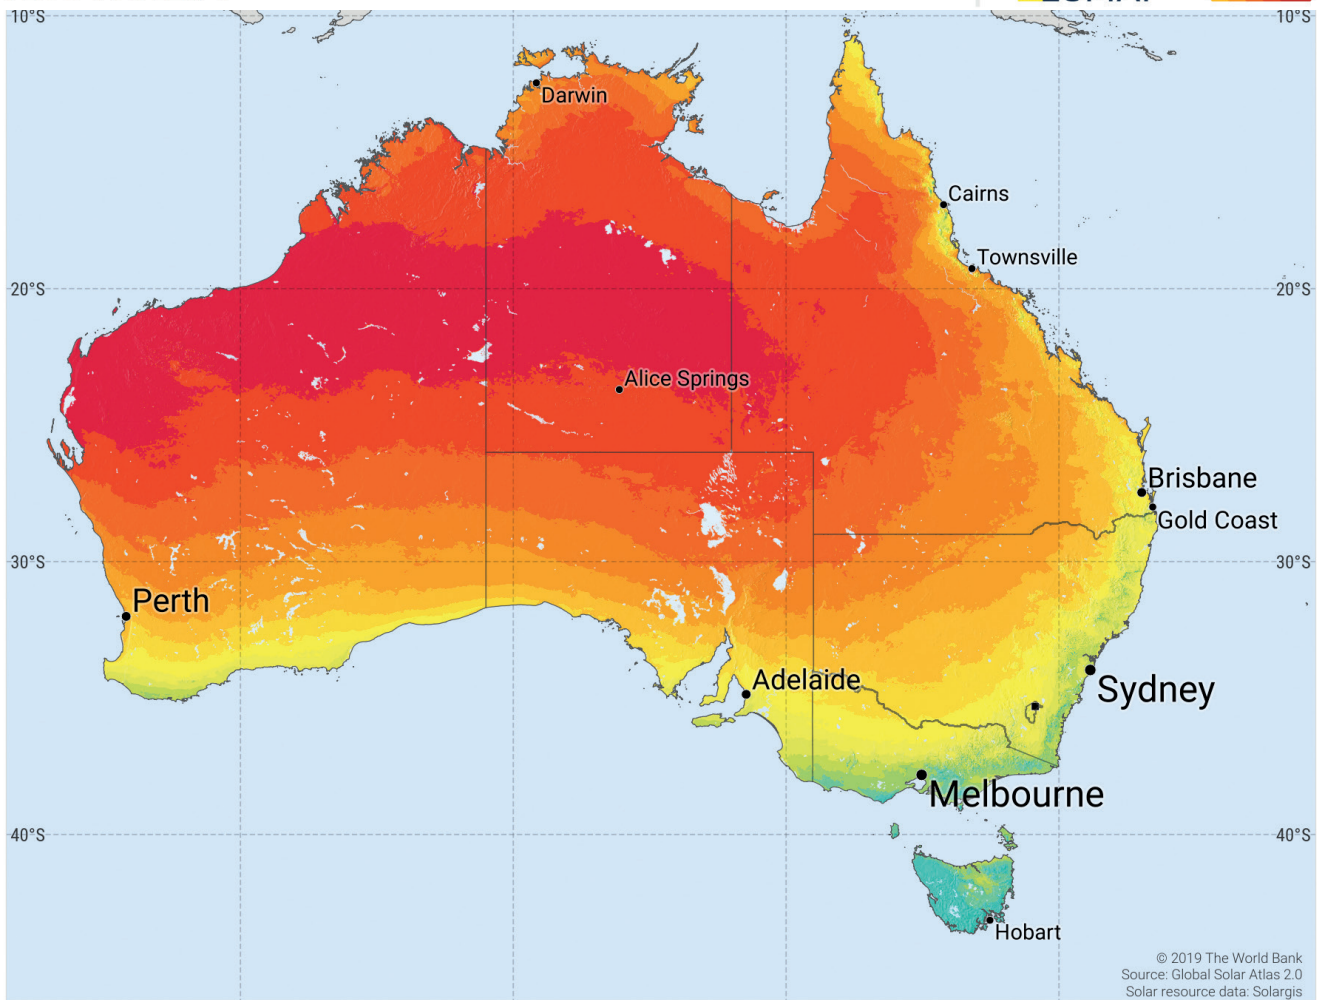 10°S
10°S
Darwin
Cairns
Townsville
20°S
20°S
Alice Springs
Brisbane
Gold Coast
30°S
30°S
Perth
Adelaide
Sydney
Melbourne
40°S
40°S
Hobart
© 2019 The World Bank
Source: Global Solar Atlas 2.0
Solar resource data: Solargis